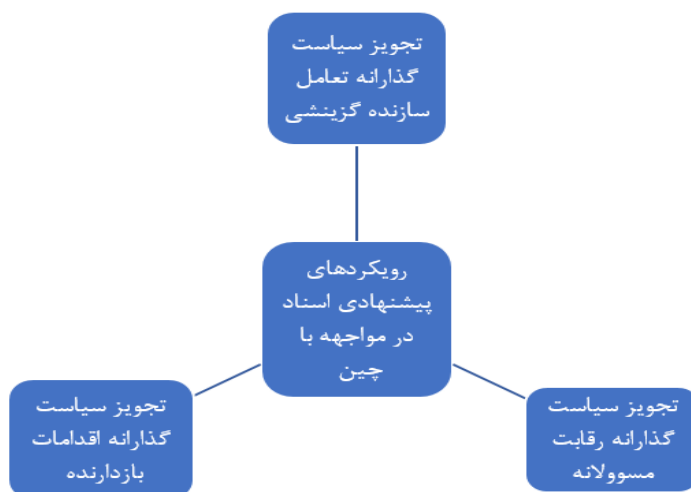 تجویز سیاست
گذارانه تعامل
سازنده گزینشی
رویکردهای
پیشنهادی اسناد
در مواجهه با
چین
تجویز سیاست
گذارانه رقابت
مسوولانه
تجویز سیاست
گذارانه اقدامات
بازدارنده